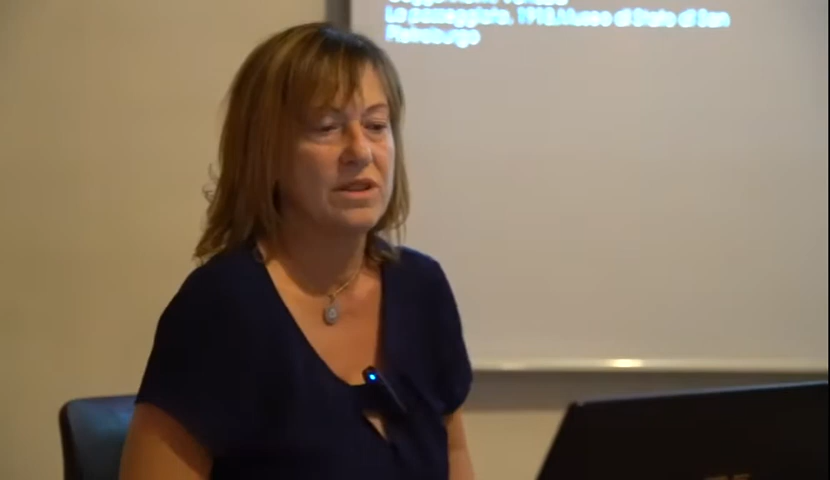 La passeggiata, 1918, Museo di Stato di San
Pietroburgo